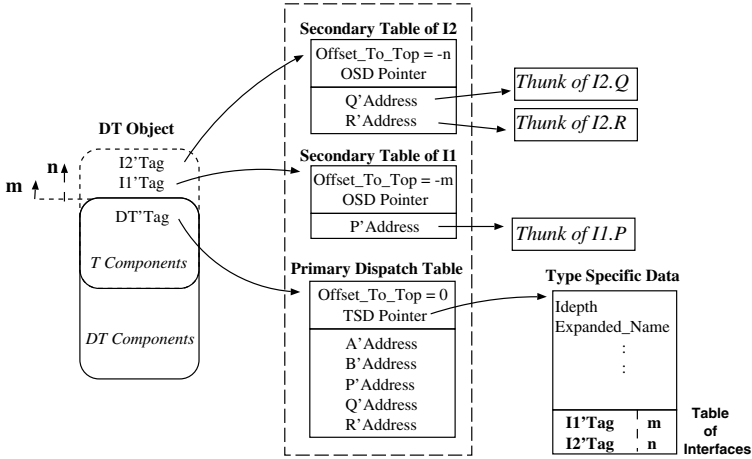 Secondary Table of I2
Offset_To_Top = -n
OSD Pointer
Q'Address
R'Address
Thunk of I2.Q
Thunk of I2.R
DT Object
I2'Tag
I1'Tag
n
m
DT'Tag
T Components
DT Components
Secondary Table of I1
Offset_To_Top = -m
OSD Pointer
P'Address
Thunk of I1.P
Primary Dispatch Table
Offset_To_Top = 0
TSD Pointer
A'Address
B'Address
P'Address
Q'Address
R'Address
Type Specific Data
Idepth
Expanded_Name
:
:
I1'Tag m
I2'Tag n
Table
of
Interfaces